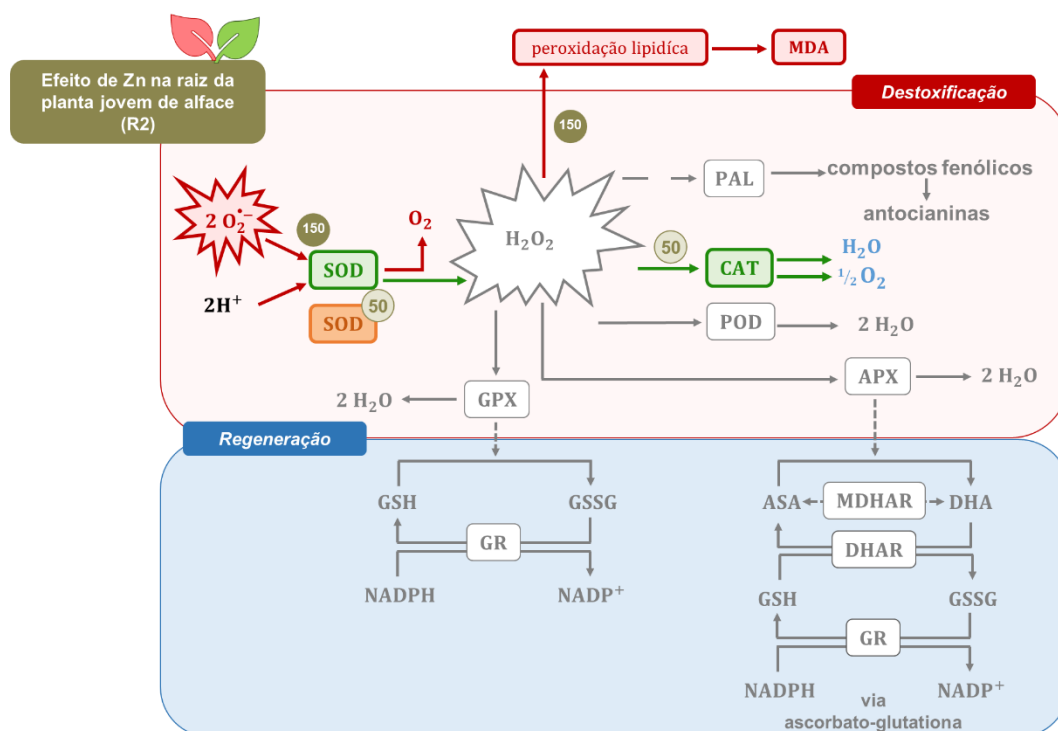 Efeito de Zn na raiz da
planta jovem de alface
(R2)
peroxidação lipidíca
MDA
Destoxificação
150
PAL
compostos fenólicos
antocianinas
2 O₂•−
150
O₂
H₂O₂
SOD
2H⁺
SOD
50
50
CAT
H₂O
½ O₂
POD
2 H₂O
APX
2 H₂O
2 H₂O
GPX
Regeneração
GSH
GSSG
GR
NADPH
NADP⁺
ASA
MDHAR
DHA
DHAR
GSH
GSSG
GR
NADPH
NADP⁺
via
ascorbato-glutationa